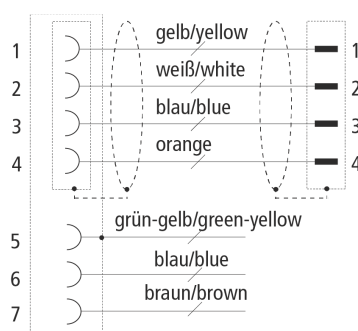 gelb/yellow
1 1
weiß/white
2 2
blau/blue
3 3
orange
4 4
grün-gelb/green-yellow
5
blau/blue
6
braun/brown
7